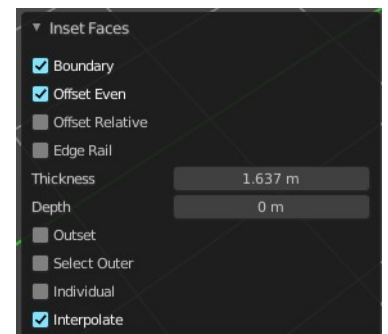 Inset Faces
Boundary
Offset Even
Offset Relative
Edge Rail
Thickness 1.637 m
Depth 0 m
Outset
Select Outer
Individual
Interpolate